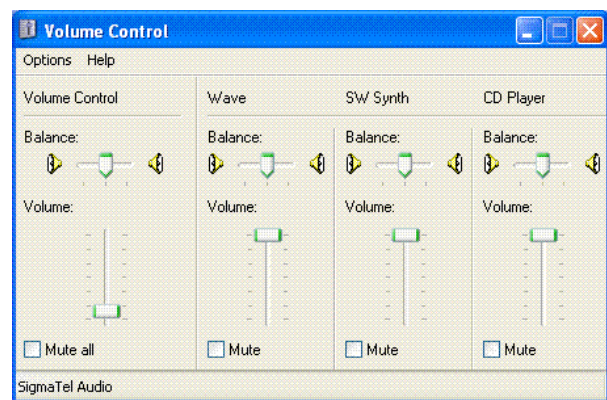 Volume Control
Options Help
Volume Control Wave SW Synth CD Player
Balance: Balance: Balance: Balance:
Volume: Volume: Volume: Volume:
Mute all Mute Mute Mute
SigmaTel Audio